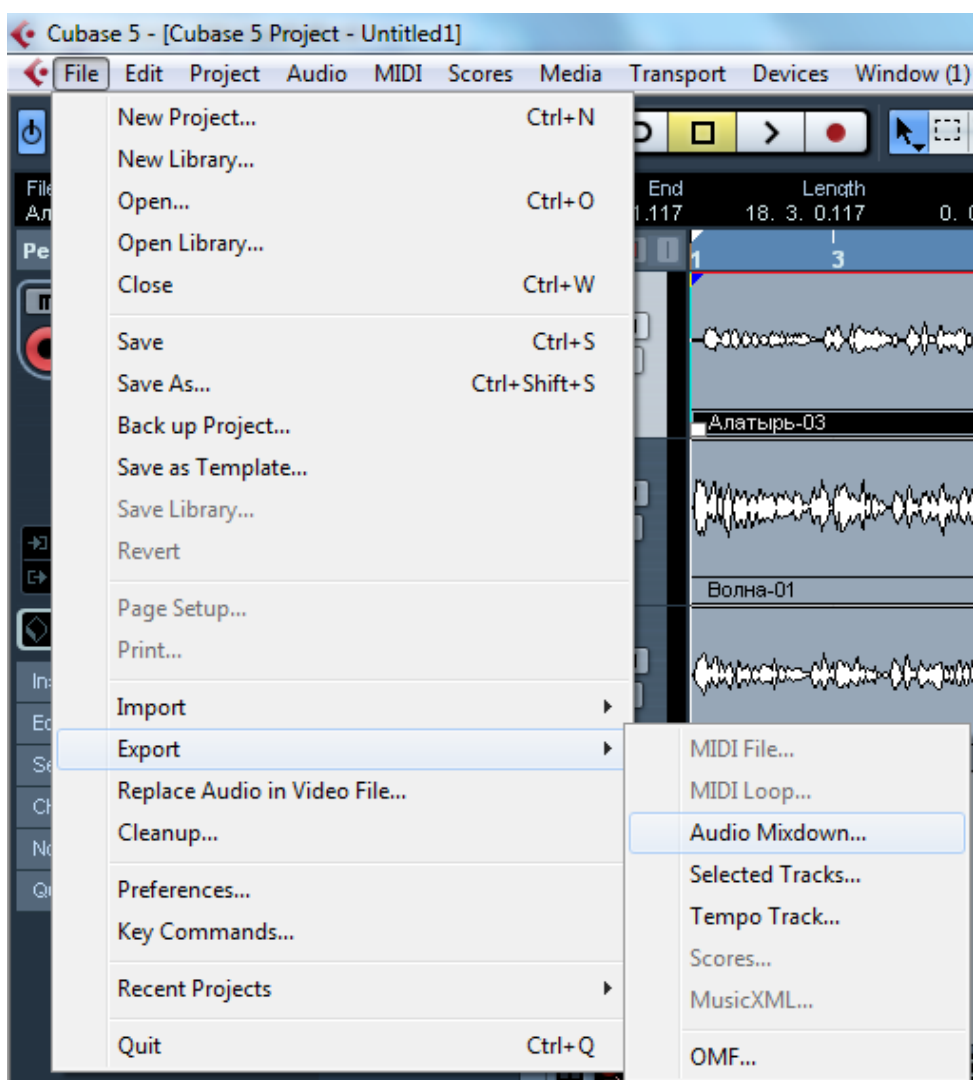 Cubase 5 - [Cubase 5 Project - Untitled1]
File Edit Project Audio MIDI Scores Media Transport Devices Window (1)
New Project... Ctrl+N
New Library...
Open... Ctrl+O
Open Library...
Close Ctrl+W
Save Ctrl+S
Save As... Ctrl+Shift+S
Back up Project...
Save as Template...
Save Library...
Revert
Page Setup...
Print...
Import
Export
Replace Audio in Video File...
Cleanup...
Preferences...
Key Commands...
Recent Projects
Quit Ctrl+Q
MIDI File...
MIDI Loop...
Audio Mixdown...
Selected Tracks...
Tempo Track...
Scores...
MusicXML...
OMF...
End Length
1.117 18. 3. 0.117 0.
1 3
Алатырь-03
Волна-01